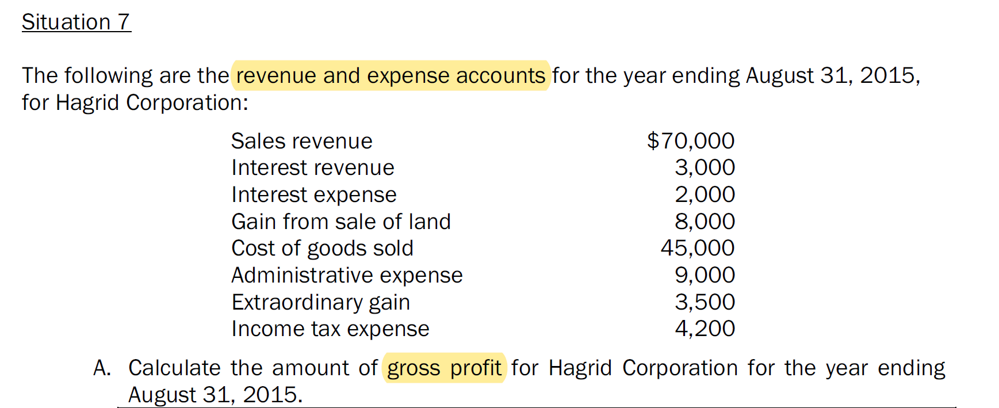 Situation 7
The following are the revenue and expense accounts for the year ending August 31, 2015,
for Hagrid Corporation:
Sales revenue $70,000
Interest revenue 3,000
Interest expense 2,000
Gain from sale of land 8,000
Cost of goods sold 45,000
Administrative expense 9,000
Extraordinary gain 3,500
Income tax expense 4,200
A. Calculate the amount of gross profit for Hagrid Corporation for the year ending
August 31, 2015.